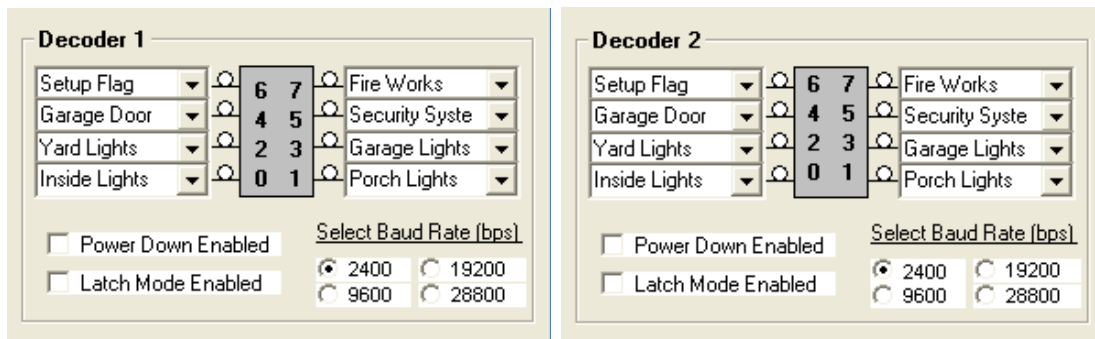 Decoder 1
Setup Flag 6 7 Fire Works
Garage Door 4 5 Security Syste
Yard Lights 2 3 Garage Lights
Inside Lights 0 1 Porch Lights
Power Down Enabled
Latch Mode Enabled
Select Baud Rate (bps)
2400 19200
9600 28800
Decoder 2
Setup Flag 6 7 Fire Works
Garage Door 4 5 Security Syste
Yard Lights 2 3 Garage Lights
Inside Lights 0 1 Porch Lights
Power Down Enabled
Latch Mode Enabled
Select Baud Rate (bps)
2400 19200
9600 28800